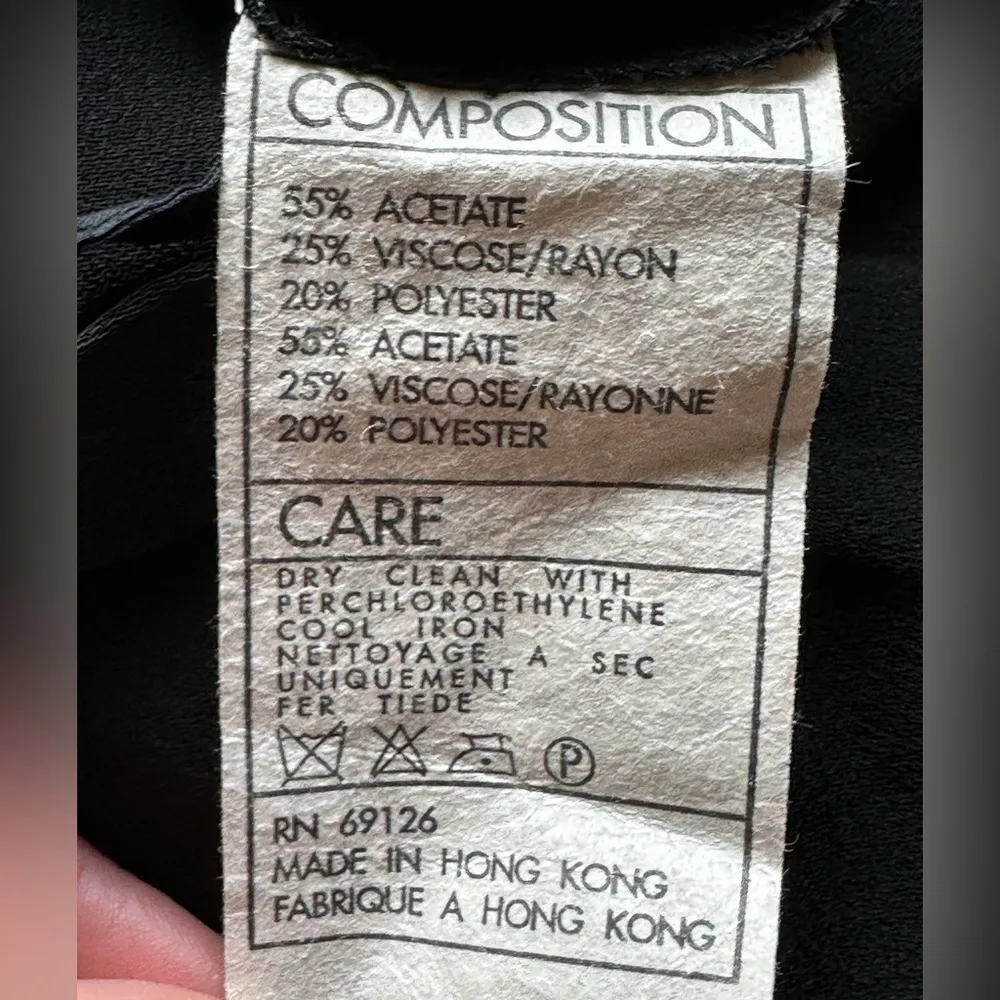 COMPOSITION
55% ACETATE
25% VISCOSE/RAYON
20% POLYESTER
55% ACETATE
25% VISCOSE/RAYONNE
20% POLYESTER
CARE
DRY CLEAN WITH
PERCHLOROETHYLENE
COOL IRON
NETTOYAGE A SEC
UNIQUEMENT
FER TIEDE
P
RN 69126
MADE IN HONG KONG
FABRIQUE A HONG KONG